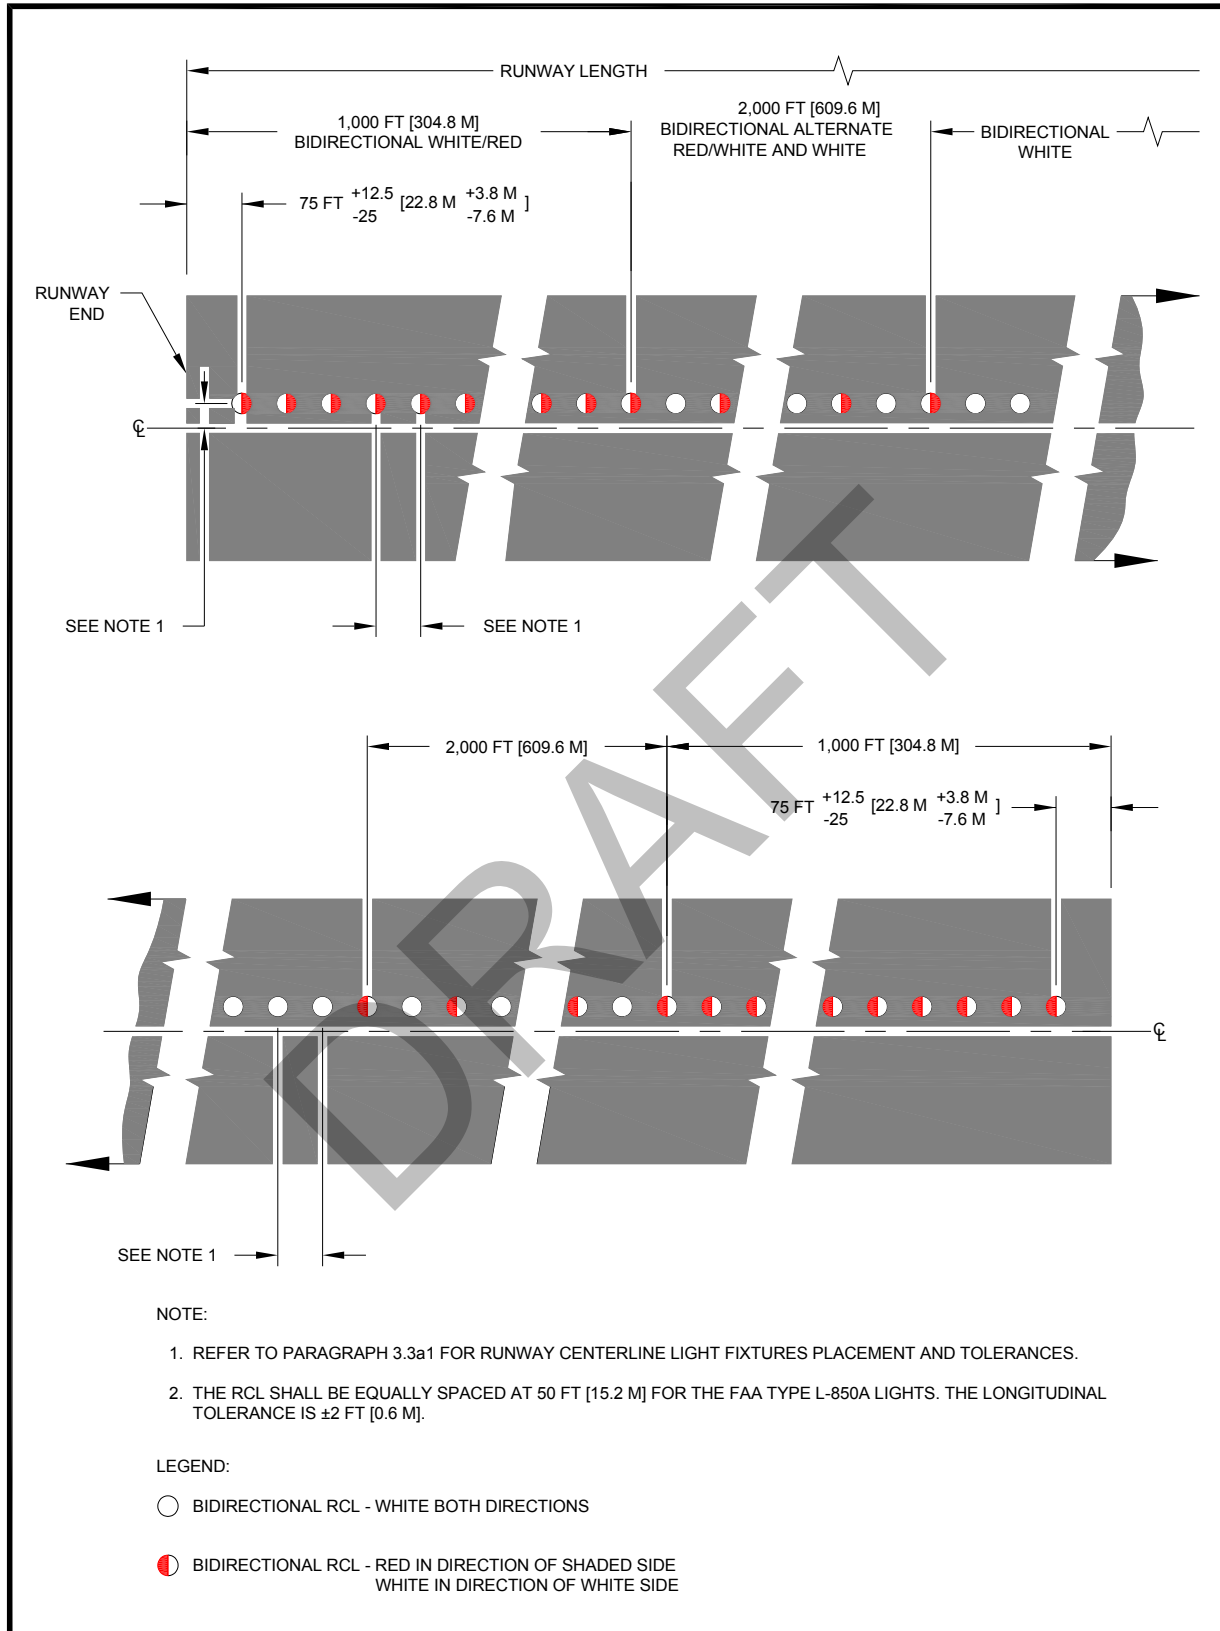 RUNWAY LENGTH
1,000 FT [304.8 M]
BIDIRECTIONAL WHITE/RED
2,000 FT [609.6 M]
BIDIRECTIONAL ALTERNATE
RED/WHITE AND WHITE
BIDIRECTIONAL
WHITE
75 FT +12.5 -25 [22.8 M +3.8 M -7.6 M ]
RUNWAY
END
℄
SEE NOTE 1
SEE NOTE 1
DRAFT
2,000 FT [609.6 M]
1,000 FT [304.8 M]
75 FT +12.5 -25 [22.8 M +3.8 M -7.6 M ]
℄
SEE NOTE 1
NOTE:
1. REFER TO PARAGRAPH 3.3a1 FOR RUNWAY CENTERLINE LIGHT FIXTURES PLACEMENT AND TOLERANCES.
2. THE RCL SHALL BE EQUALLY SPACED AT 50 FT [15.2 M] FOR THE FAA TYPE L-850A LIGHTS. THE LONGITUDINAL
TOLERANCE IS ±2 FT [0.6 M].
LEGEND:
BIDIRECTIONAL RCL - WHITE BOTH DIRECTIONS
BIDIRECTIONAL RCL - RED IN DIRECTION OF SHADED SIDE
WHITE IN DIRECTION OF WHITE SIDE